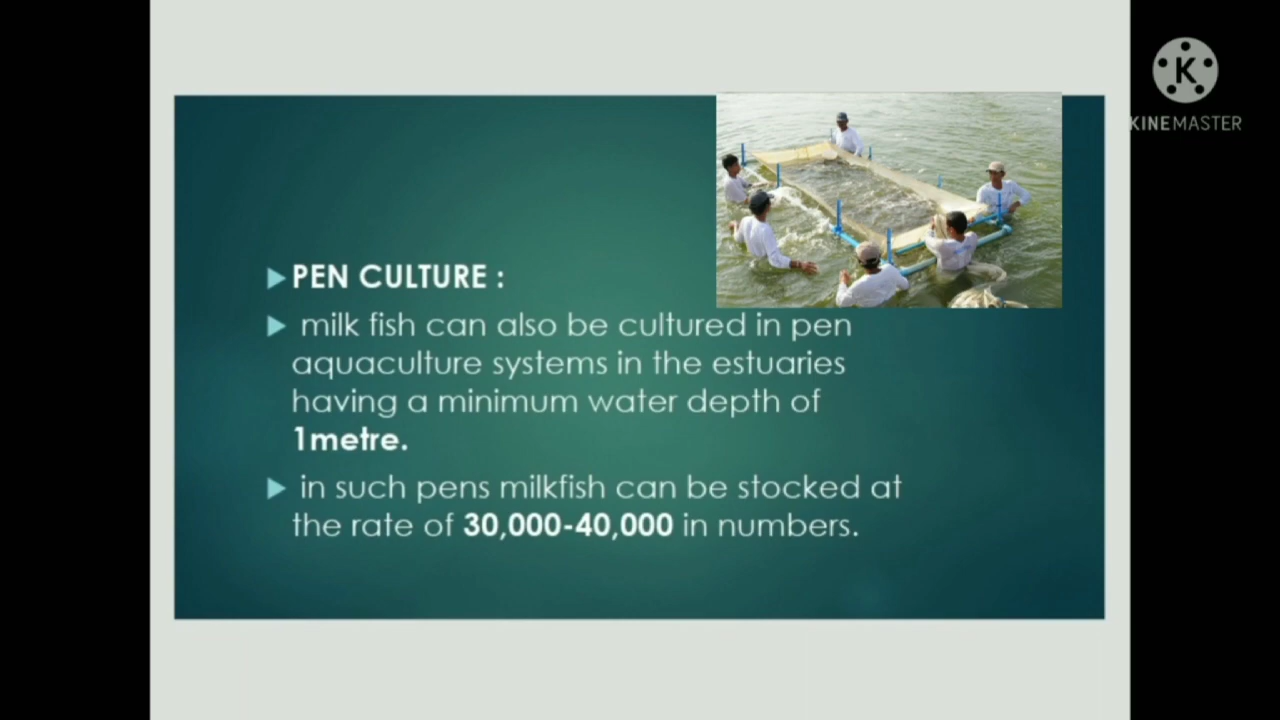 K
KINEMASTER
PEN CULTURE :
milk fish can also be cultured in pen
aquaculture systems in the estuaries
having a minimum water depth of
1metre.
in such pens milkfish can be stocked at
the rate of 30,000-40,000 in numbers.